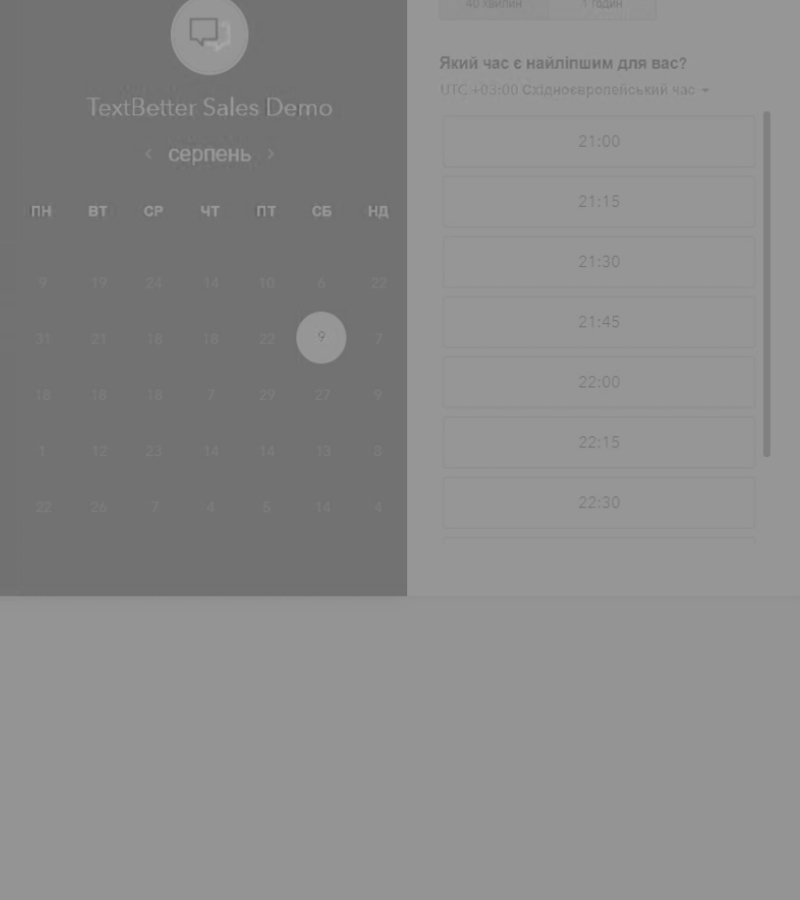 40 хвилин
1 годин
TextBetter Sales Demo
серпень
ПН ВТ СР ЧТ ПТ СБ НД
9 19 24 14 10 6 22
31 21 18 18 22 9 7
18 18 18 7 29 27 9
1 12 23 14 14 13 8
22 26 7 4 5 14 4
Який час є найліпшим для вас?
UTC +03:00 Східноєвропейський час
21:00
21:15
21:30
21:45
22:00
22:15
22:30